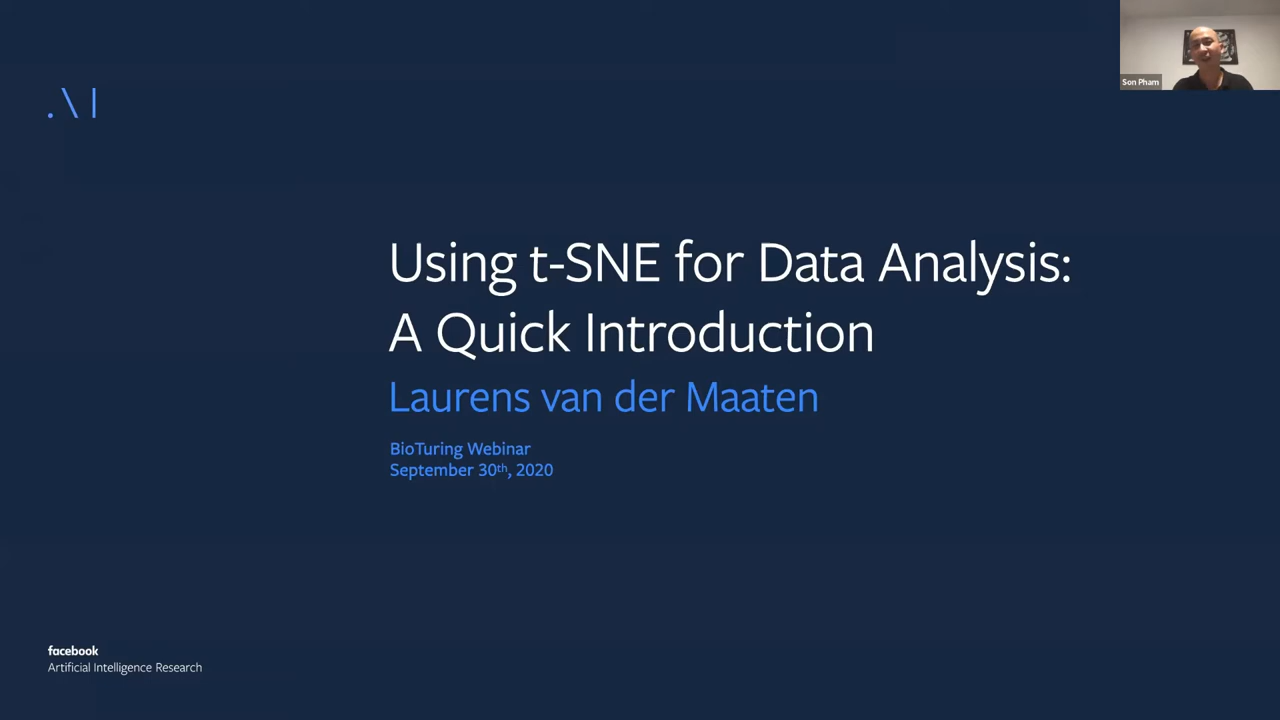 Son Pham
.\ |
Using t-SNE for Data Analysis:
A Quick Introduction
Laurens van der Maaten
BioTuring Webinar
September 30th, 2020
facebook
Artificial Intelligence Research